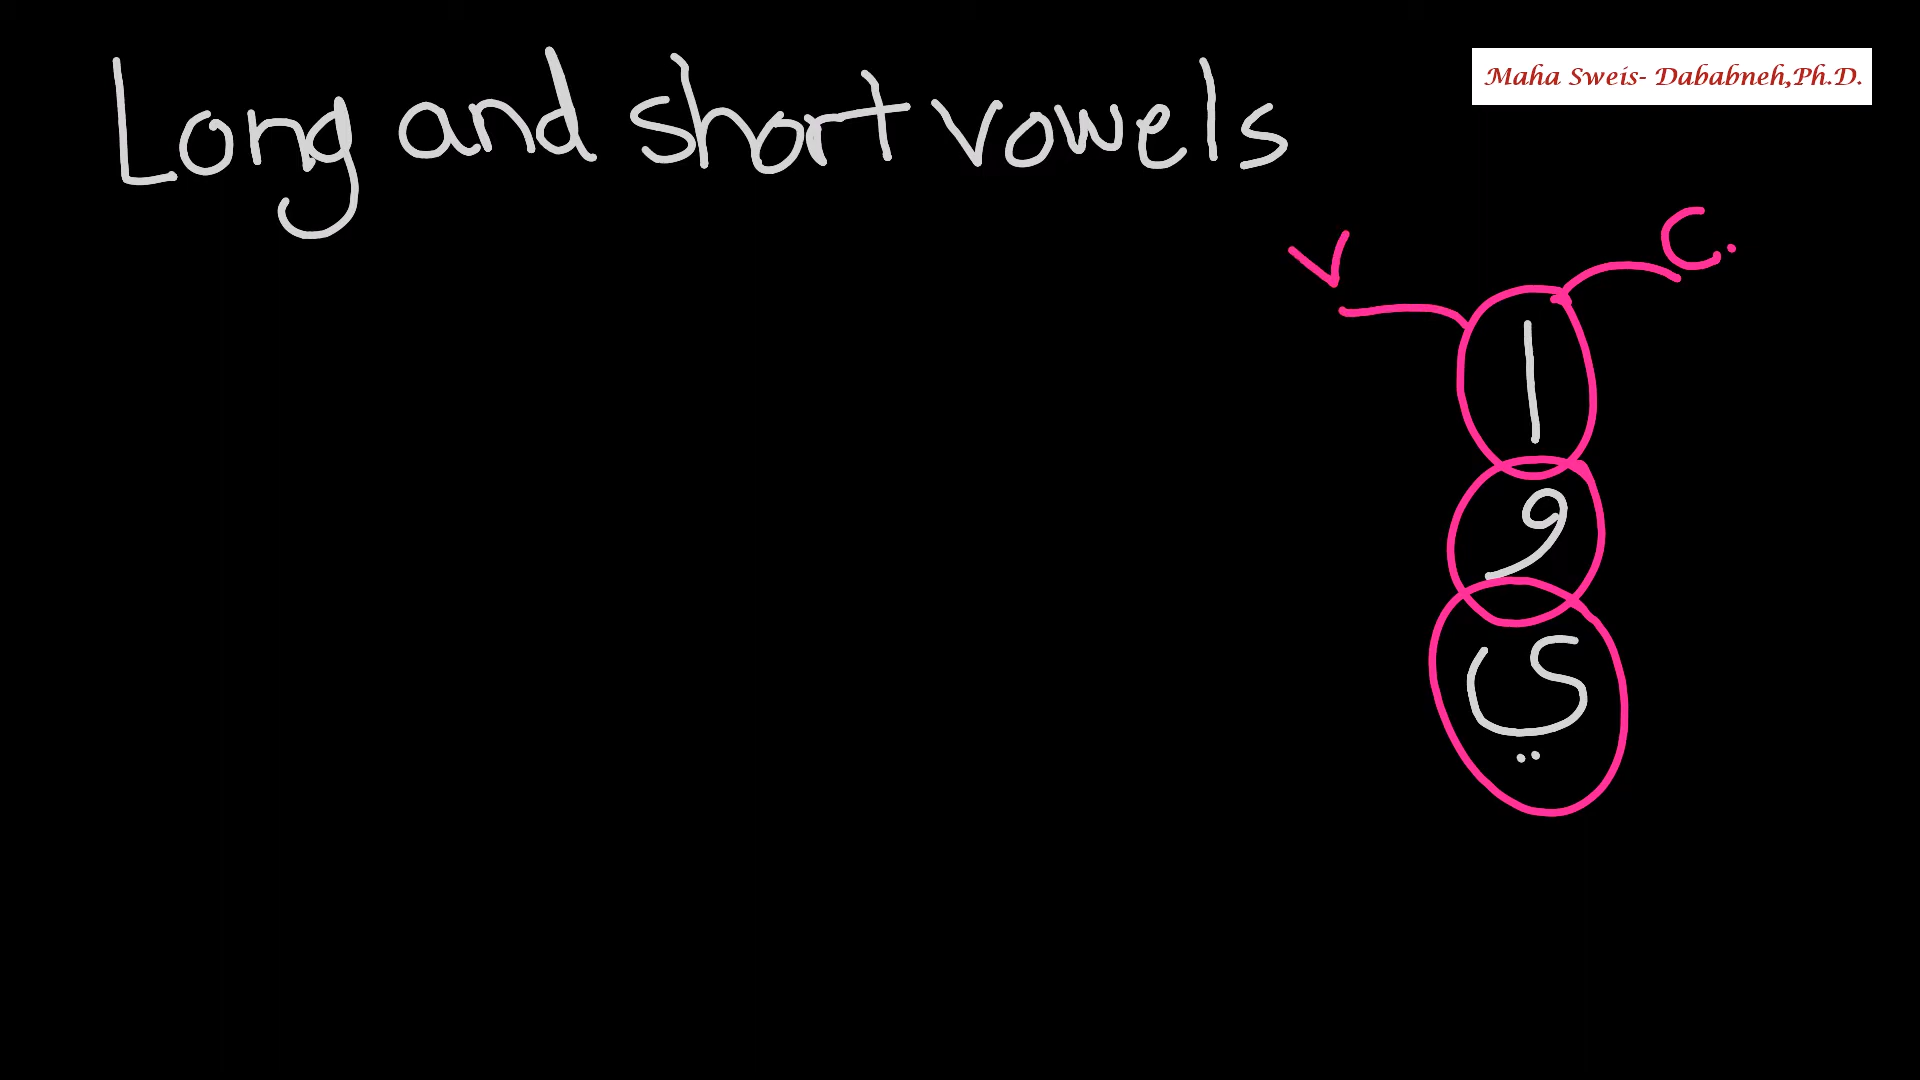 Long and short vowels
Maha Sweis- Dababneh,Ph.D.
V
C.
ا
و
ي